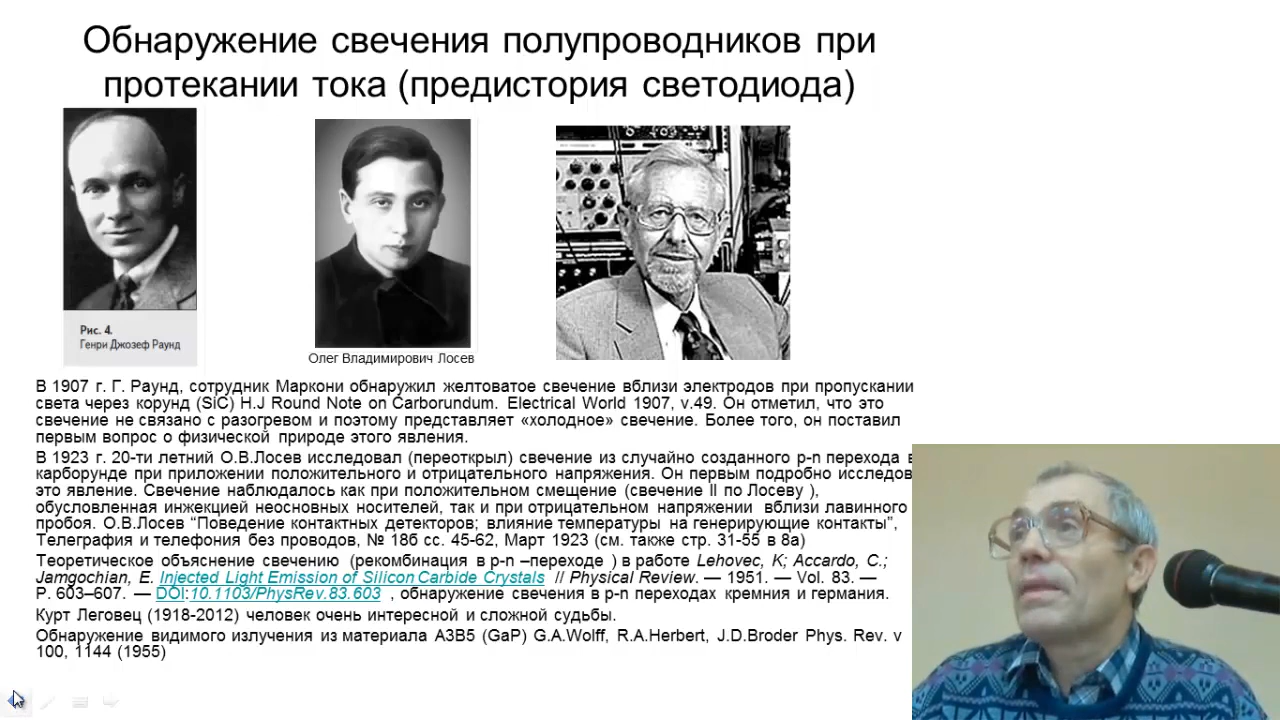 Обнаружение свечения полупроводников при
протекании тока (предистория светодиода)
Рис. 4.
Генри Джозеф Раунд
Олег Владимирович Лосев
В 1907 г. Г. Раунд, сотрудник Маркони обнаружил желтоватое свечение вблизи электродов при пропускании
света через корунд (SiC) H.J Round Note on Carborundum. Electrical World 1907, v.49. Он отметил, что это
свечение не связано с разогревом и поэтому представляет «холодное» свечение. Более того, он поставил
первым вопрос о физической природе этого явления.
В 1923 г. 20-ти летний О.В.Лосев исследовал (переоткрыл) свечение из случайно созданного p-n перехода в
карборунде при приложении положительного и отрицательного напряжения. Он первым подробно исследов
это явление. Свечение наблюдалось как при положительном смещение (свечение II по Лосеву ),
обусловленная инжекцией неосновных носителей, так и при отрицательном напряжении вблизи лавинного
пробоя. О.В.Лосев “Поведение контактных детекторов; влияние температуры на генерирующие контакты”,
Телеграфия и телефония без проводов, № 18б сс. 45-62, Март 1923 (см. также стр. 31-55 в 8а)
Теоретическое объяснение свечению (рекомбинация в p-n –переходе ) в работе Lehovec, K; Accardo, C.;
Jamgochian, E. Injected Light Emission of Silicon Carbide Crystals // Physical Review. — 1951. — Vol. 83. —
P. 603–607. — DOI:10.1103/PhysRev.83.603 , обнаружение свечения в p-n переходах кремния и германия.
Курт Леговец (1918-2012) человек очень интересной и сложной судьбы.
Обнаружение видимого излучения из материала А3В5 (GaP) G.A.Wolff, R.A.Herbert, J.D.Broder Phys. Rev. v
100, 1144 (1955)